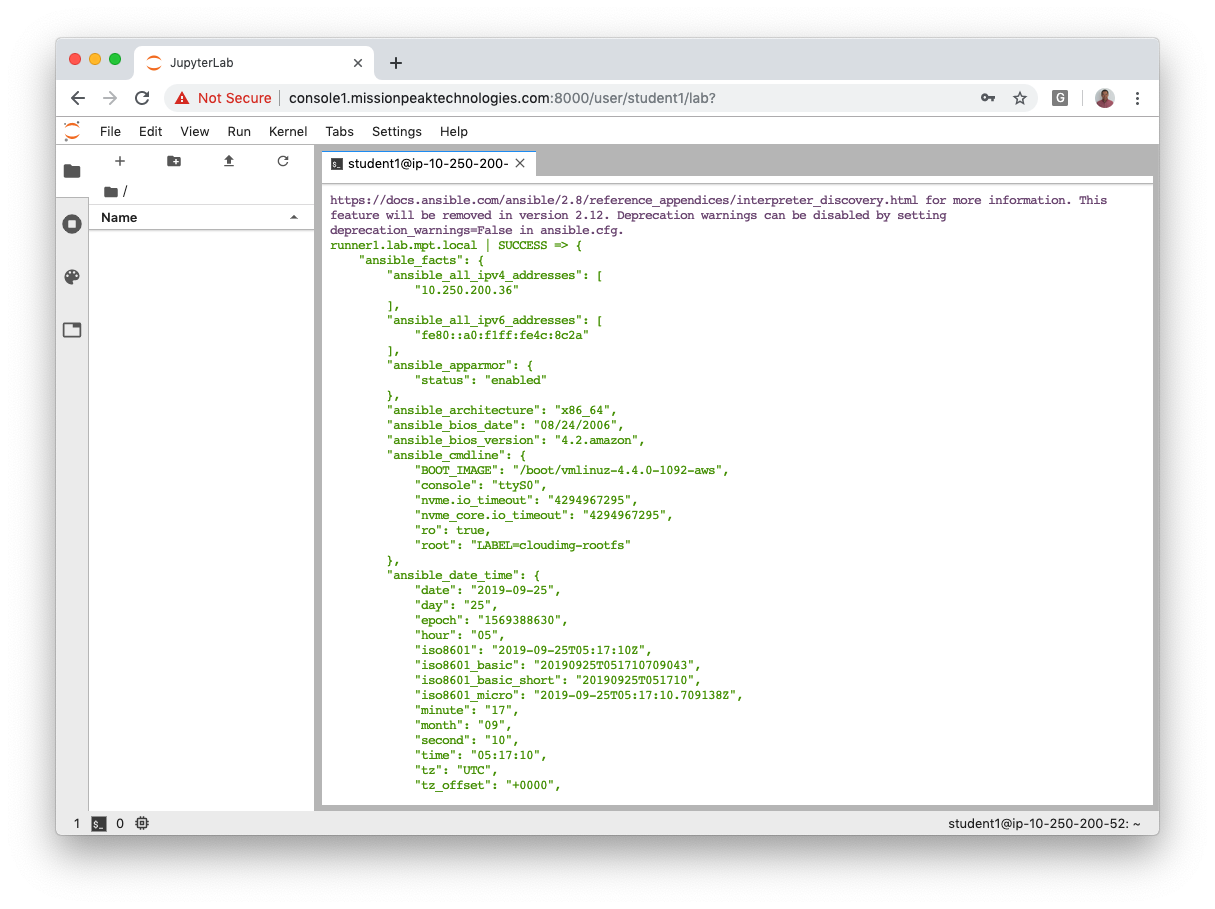 JupyterLab
Not Secure console1.missionpeaktechnologies.com:8000/user/student1/lab?
G
File Edit View Run Kernel Tabs Settings Help
/
Name
$_ student1@ip-10-250-200-
https://docs.ansible.com/ansible/2.8/reference_appendices/interpreter_discovery.html for more information. This
feature will be removed in version 2.12. Deprecation warnings can be disabled by setting
deprecation_warnings=False in ansible.cfg.
runner1.lab.mpt.local | SUCCESS => {
    "ansible_facts": {
        "ansible_all_ipv4_addresses": [
            "10.250.200.36"
        ],
        "ansible_all_ipv6_addresses": [
            "fe80::a0:f1ff:fe4c:8c2a"
        ],
        "ansible_apparmor": {
            "status": "enabled"
        },
        "ansible_architecture": "x86_64",
        "ansible_bios_date": "08/24/2006",
        "ansible_bios_version": "4.2.amazon",
        "ansible_cmdline": {
            "BOOT_IMAGE": "/boot/vmlinuz-4.4.0-1092-aws",
            "console": "ttyS0",
            "nvme.io_timeout": "4294967295",
            "nvme_core.io_timeout": "4294967295",
            "ro": true,
            "root": "LABEL=cloudimg-rootfs"
        },
        "ansible_date_time": {
            "date": "2019-09-25",
            "day": "25",
            "epoch": "1569388630",
            "hour": "05",
            "iso8601": "2019-09-25T05:17:10Z",
            "iso8601_basic": "20190925T051710709043",
            "iso8601_basic_short": "20190925T051710",
            "iso8601_micro": "2019-09-25T05:17:10.709138Z",
            "minute": "17",
            "month": "09",
            "second": "10",
            "time": "05:17:10",
            "tz": "UTC",
            "tz_offset": "+0000",
1 $_ 0 student1@ip-10-250-200-52: ~